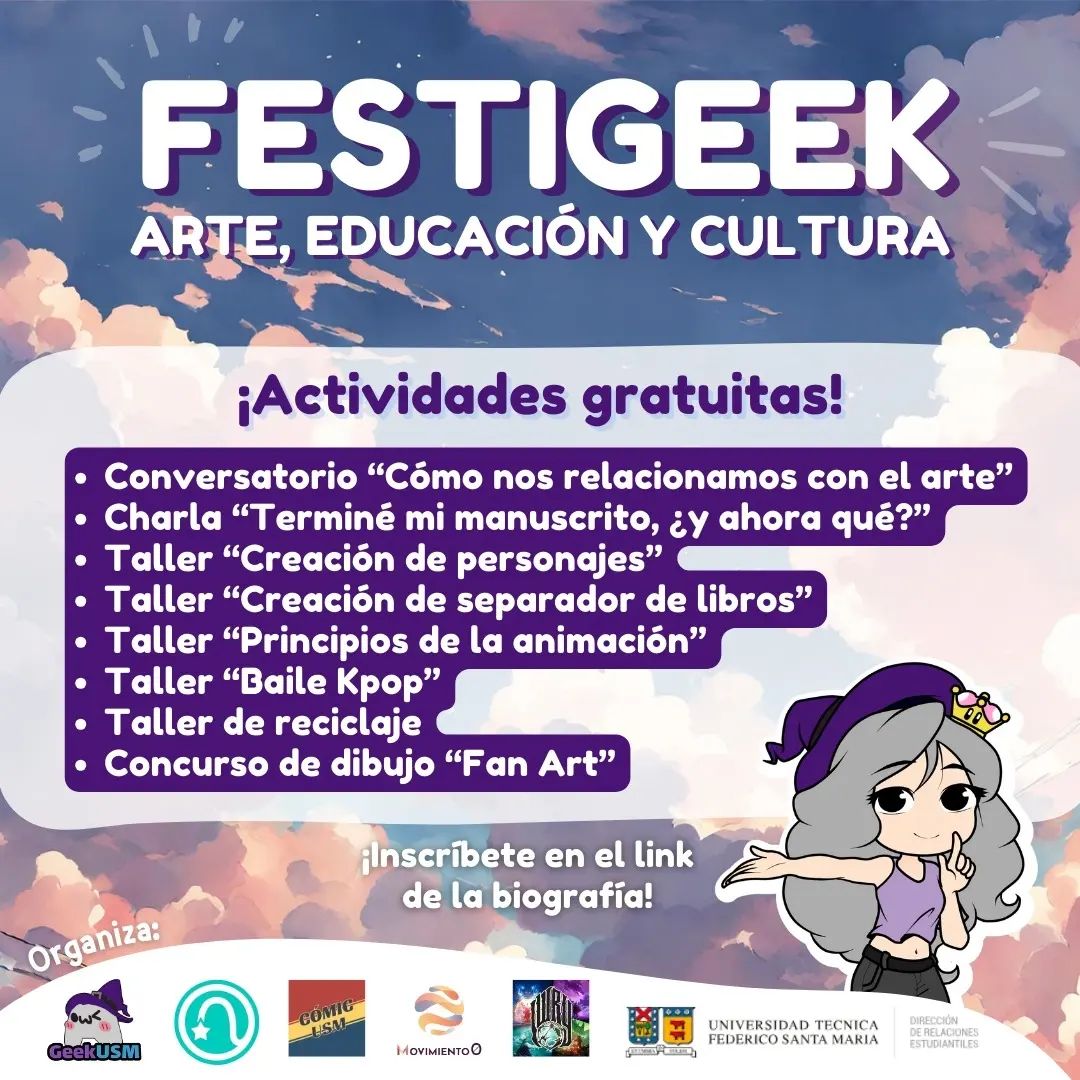 FESTIGEEK
ARTE, EDUCACIÓN Y CULTURA
¡Actividades gratuitas!
• Conversatorio “Cómo nos relacionamos con el arte”
• Charla “Terminé mi manuscrito, ¿y ahora qué?”
• Taller “Creación de personajes”
• Taller “Creación de separador de libros”
• Taller “Principios de la animación”
• Taller “Baile Kpop”
• Taller de reciclaje
• Concurso de dibujo “Fan Art”
¡Inscríbete en el link
de la biografía!
Organiza:
GeekUSM
CÓMIC
USM
MOVIMIENTO 0
UNIVERSIDAD TECNICA
FEDERICO SANTA MARIA
DIRECCIÓN
DE RELACIONES
ESTUDIANTILES